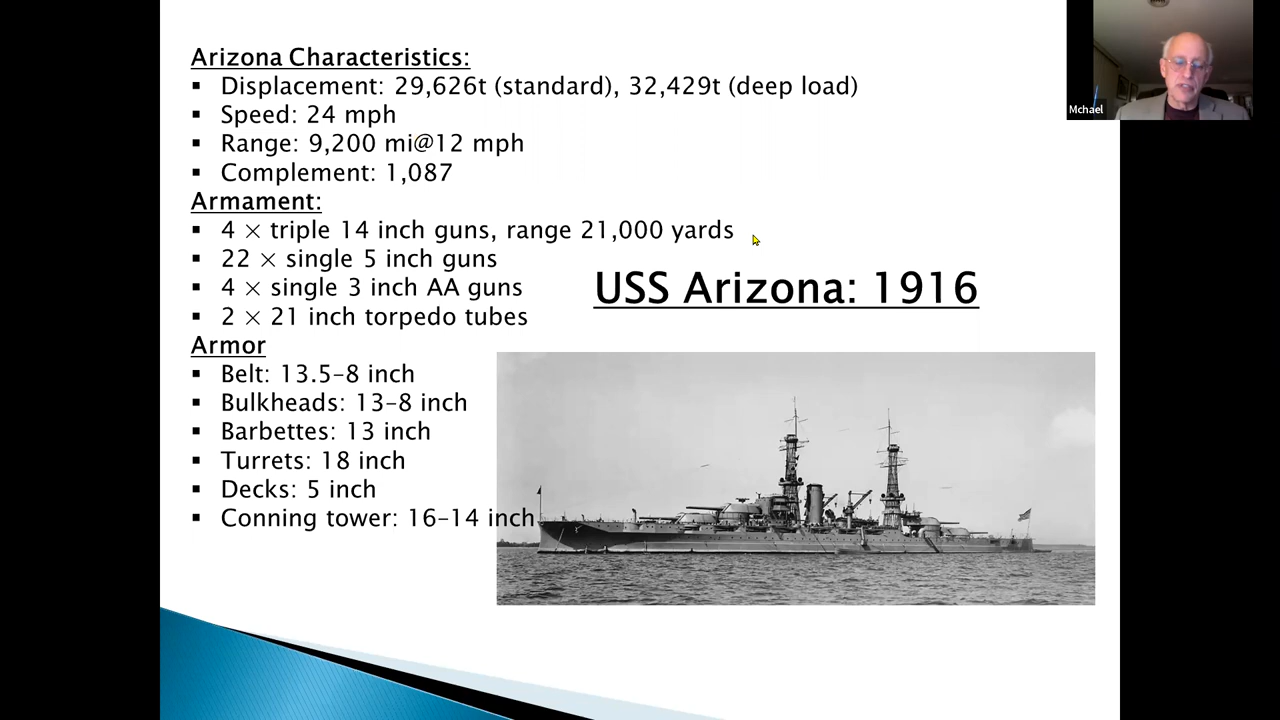 Arizona Characteristics:
▪ Displacement: 29,626t (standard), 32,429t (deep load)
▪ Speed: 24 mph
▪ Range: 9,200 mi@12 mph
▪ Complement: 1,087
Armament:
▪ 4 × triple 14 inch guns, range 21,000 yards
▪ 22 × single 5 inch guns
▪ 4 × single 3 inch AA guns
▪ 2 × 21 inch torpedo tubes
Armor
▪ Belt: 13.5–8 inch
▪ Bulkheads: 13–8 inch
▪ Barbettes: 13 inch
▪ Turrets: 18 inch
▪ Decks: 5 inch
▪ Conning tower: 16–14 inch
USS Arizona: 1916
Mchael